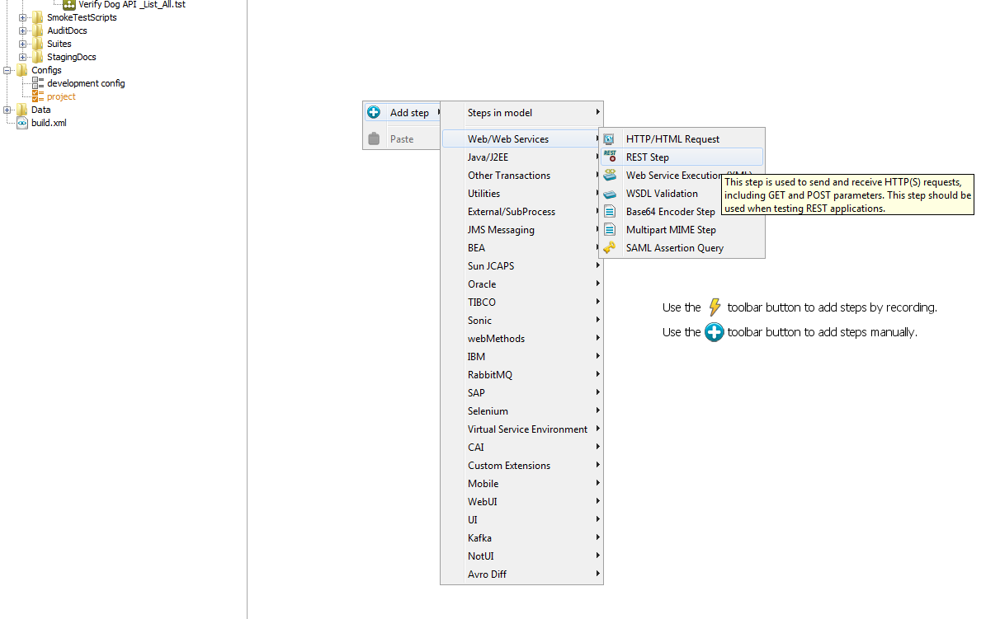 Verify Dog API _List_All.tst
SmokeTestScripts
AuditDocs
Suites
StagingDocs
Configs
development config
project
Data
build.xml
Add step
Paste
Steps in model
Web/Web Services
Java/J2EE
Other Transactions
Utilities
External/SubProcess
JMS Messaging
BEA
Sun JCAPS
Oracle
TIBCO
Sonic
webMethods
IBM
RabbitMQ
SAP
Selenium
Virtual Service Environment
CAI
Custom Extensions
Mobile
WebUI
UI
Kafka
NotUI
Avro Diff
HTTP/HTML Request
REST Step
Web Service Execution (XML)
WSDL Validation
Base64 Encoder Step
Multipart MIME Step
SAML Assertion Query
This step is used to send and receive HTTP(S) requests,
including GET and POST parameters. This step should be
used when testing REST applications.
Use the toolbar button to add steps by recording.
Use the toolbar button to add steps manually.